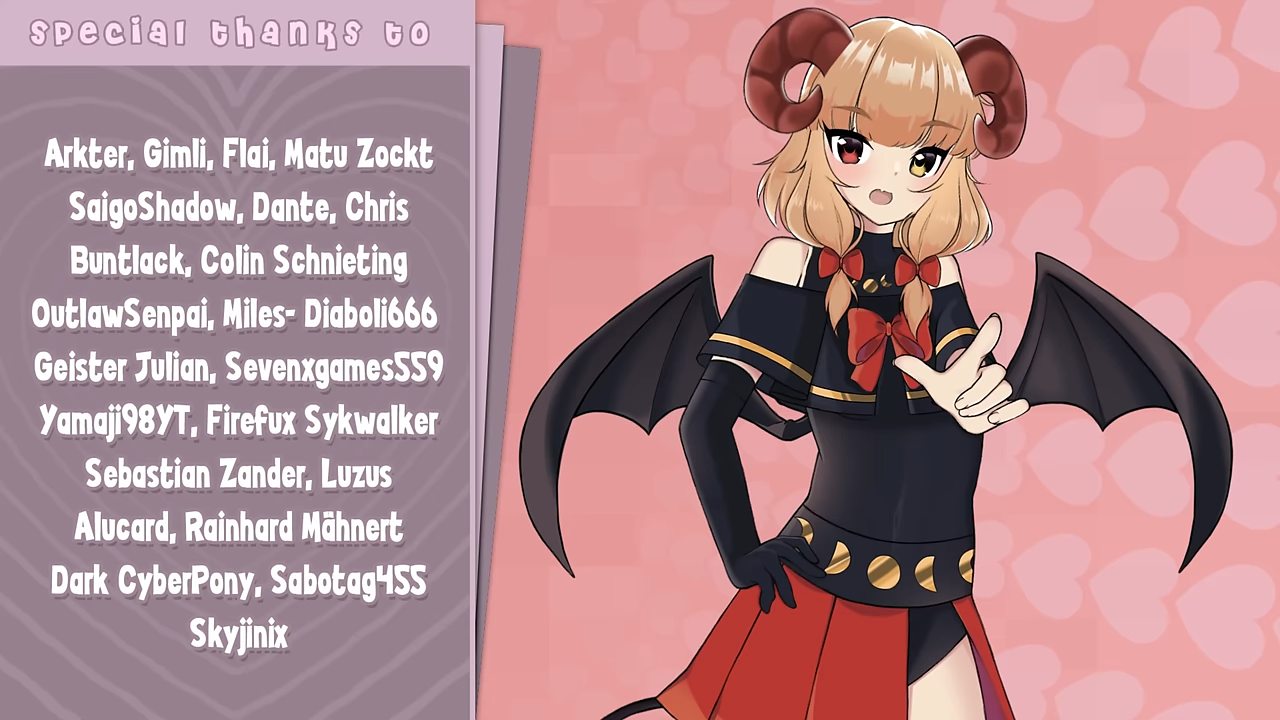 special thanks to
Arkter, Gimli, Flai, Matu Zockt
SaigoShadow, Dante, Chris
Buntlack, Colin Schnieting
OutlawSenpai, Miles- Diaboli666
Geister Julian, Sevenxgames559
Yamaji98YT, Firefux Sykwalker
Sebastian Zander, Luzus
Alucard, Rainhard Mähnert
Dark CyberPony, Sabotag455
Skyjinix